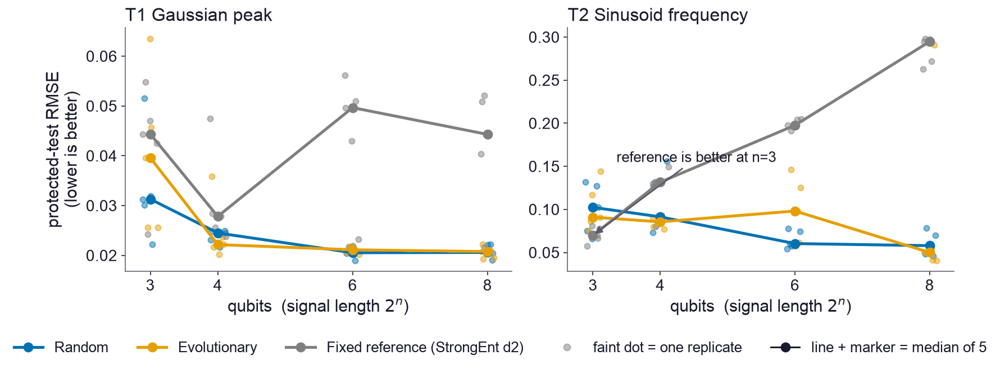 T1 Gaussian peak
T2 Sinusoid frequency
protected-test RMSE
(lower is better)
0.06
0.05
0.04
0.03
0.02
3
4
6
8
qubits (signal length 2ⁿ)
0.30
0.25
0.20
0.15
0.10
0.05
reference is better at n=3
3
4
6
8
qubits (signal length 2ⁿ)
Random
Evolutionary
Fixed reference (StrongEnt d2)
faint dot = one replicate
line + marker = median of 5